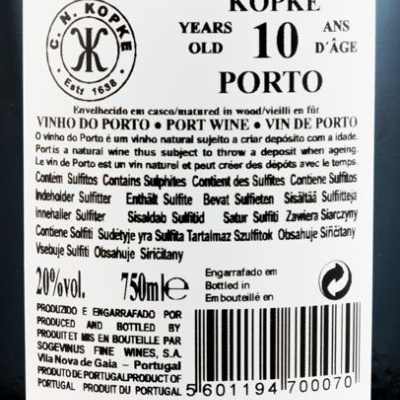 C. N. KOPKE
Estd 1638
KOPKE
YEARS OLD 10 ANS D'ÂGE
PORTO
Envelhecido em casco/matured in wood/vieilli en fût
VINHO DO PORTO • PORT WINE • VIN DE PORTO
O vinho do Porto é um vinho natural sujeito a criar depósito com a idade.
Port is a natural wine thus subject to throw a deposit when ageing.
Le vin de Porto est un vin naturel et peut créer des dépôts avec le temps.
Contém Sulfitos Contains Sulphites Contient des Sulfites Contiene Sulfitos
Indeholder Sulfitter Enthält Sulfite Bevat Sulfieten Sisältää Sulfiitteja
Innehaller Sulfiter Sisaldab Sulfitid Satur Sulfiti Zawiera Siarczyny
Contiene Solfiti Sudėtyje yra Sulfita Tartalmaz Szulfitok Obsahuje Siřičitany
Vsebuje Sulfiti Obsahuje Siričitany
20%vol. 750ml e
Engarrafado em
Bottled in
Embouteillé en
PRODUZIDO E ENGARRAFADO POR
PRODUCED AND BOTTLED BY
PRODUIT ET MIS EN BOUTEILLE PAR
SOGEVINUS FINE WINES, S.A.
Vila Nova de Gaia - Portugal
PRODUTO DE PORTUGAL PRODUCT OF
PORTUGAL PRODUIT DU PORTUGAL
5 601194 700070